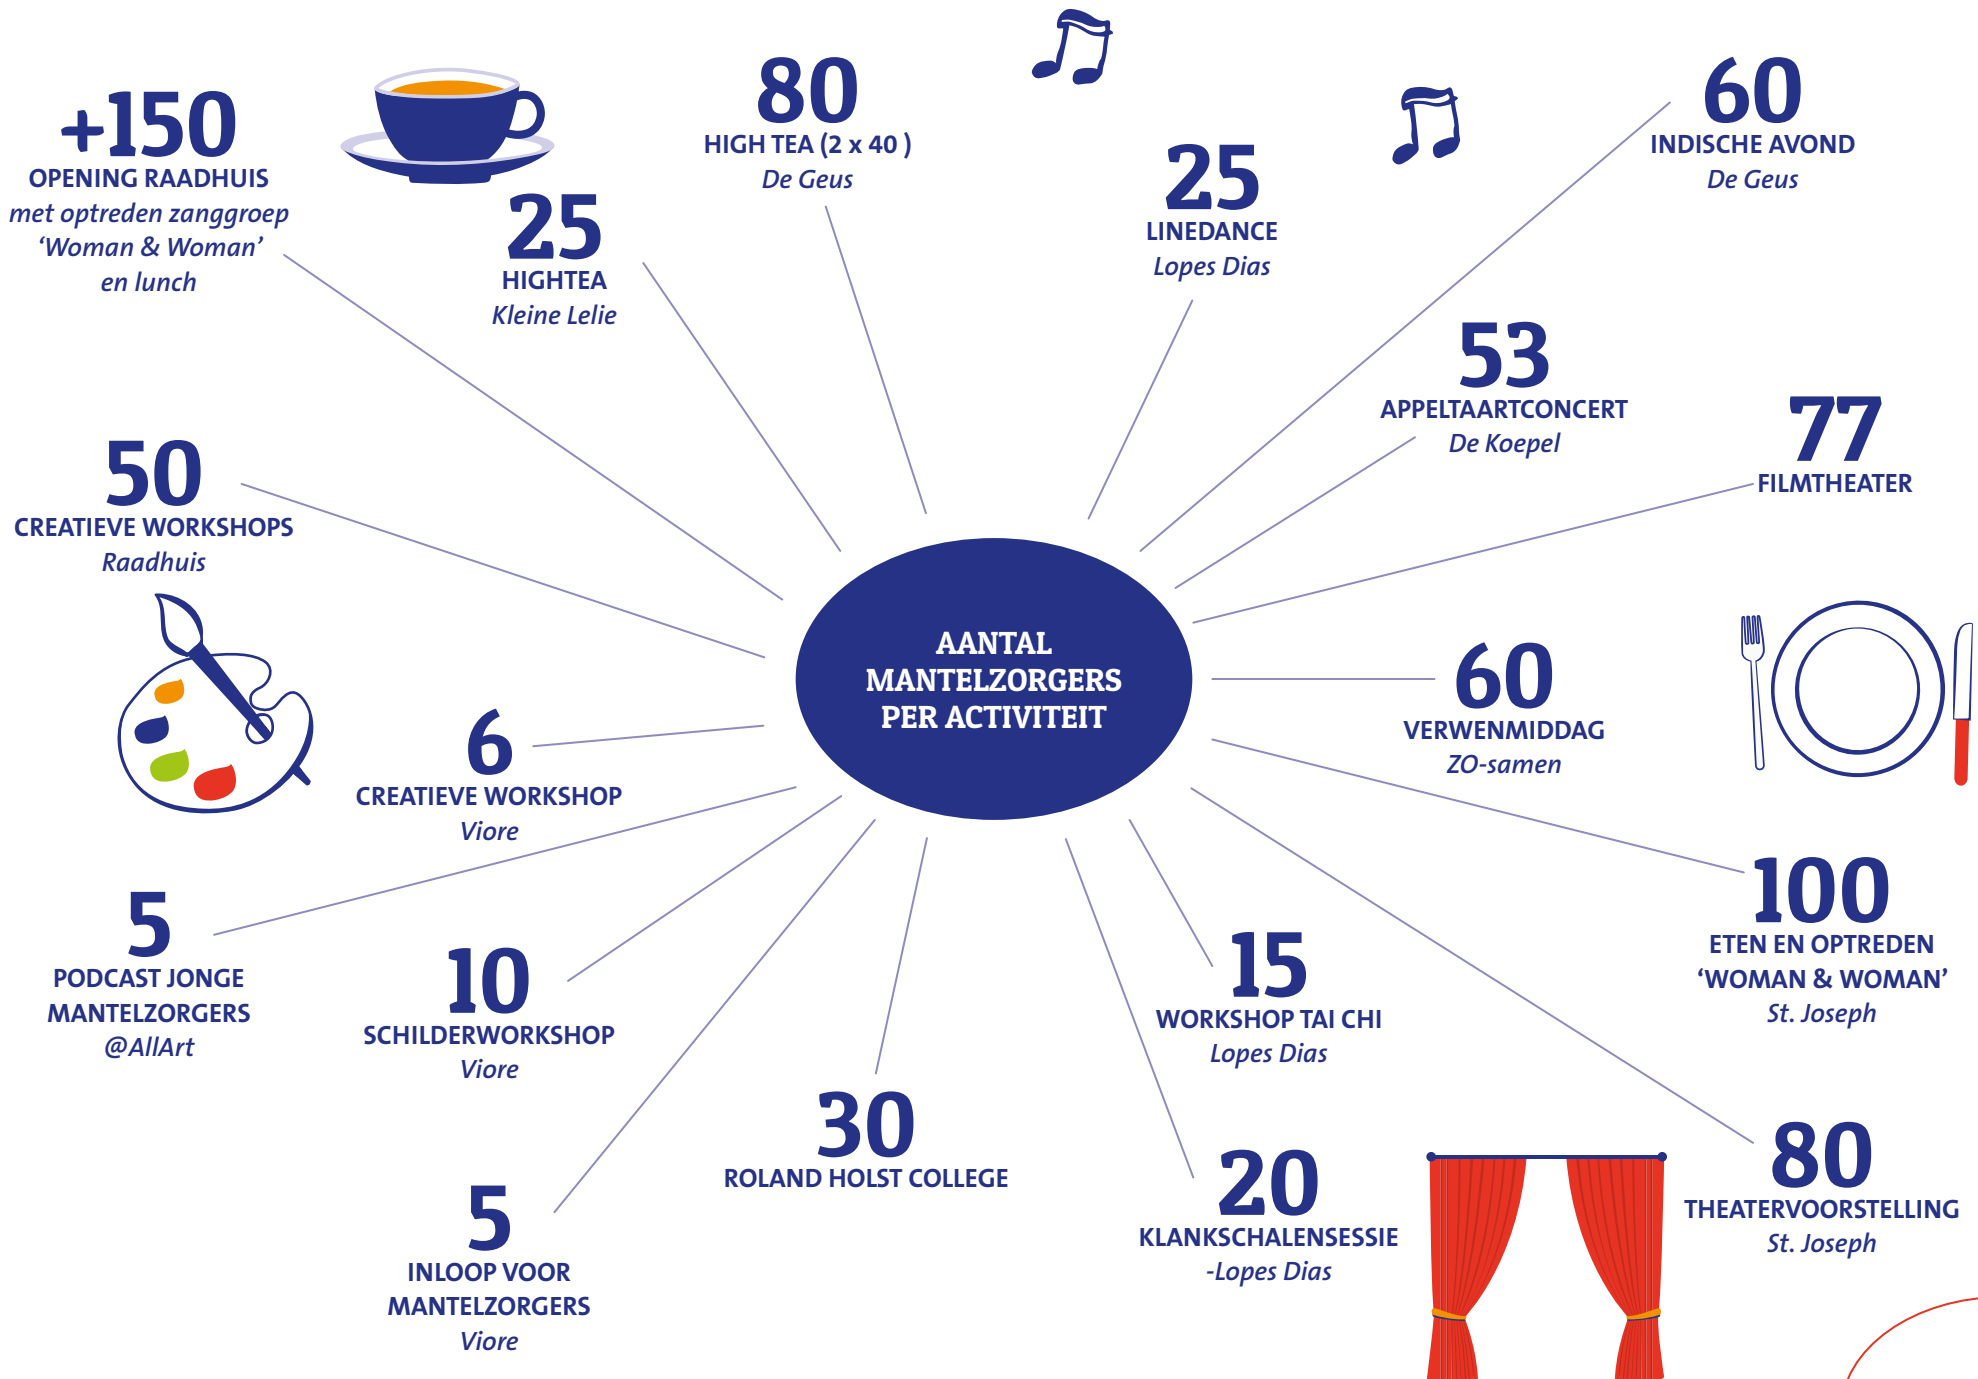 +150
OPENING RAADHUIS
met optreden zanggroep
‘Woman & Woman’
en lunch
25
HIGHTEA
Kleine Lelie
80
HIGH TEA (2 x 40 )
De Geus
25
LINEDANCE
Lopes Dias
60
INDISCHE AVOND
De Geus
53
APPELTAARTCONCERT
De Koepel
77
FILMTHEATER
50
CREATIEVE WORKSHOPS
Raadhuis
AANTAL
MANTELZORGERS
PER ACTIVITEIT
6
CREATIEVE WORKSHOP
Viore
60
VERWENMIDDAG
ZO-samen
5
PODCAST JONGE
MANTELZORGERS
@AllArt
10
SCHILDERWORKSHOP
Viore
15
WORKSHOP TAI CHI
Lopes Dias
100
ETEN EN OPTREDEN
‘WOMAN & WOMAN’
St. Joseph
5
INLOOP VOOR
MANTELZORGERS
Viore
30
ROLAND HOLST COLLEGE
20
KLANKSCHALENSESSIE
-Lopes Dias
80
THEATERVOORSTELLING
St. Joseph